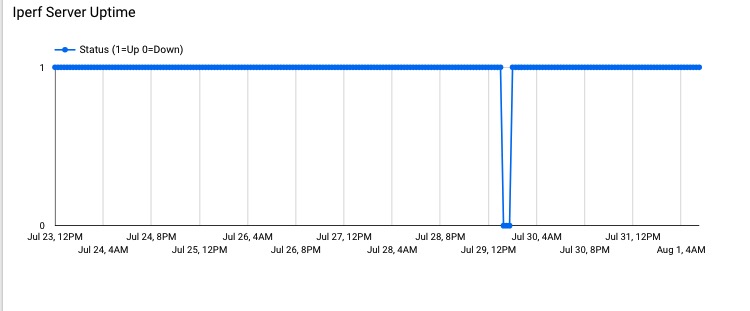 Iperf Server Uptime
Status (1=Up 0=Down)
1
0
Jul 23, 12PM
Jul 24, 4AM
Jul 24, 8PM
Jul 25, 12PM
Jul 26, 4AM
Jul 26, 8PM
Jul 27, 12PM
Jul 28, 4AM
Jul 28, 8PM
Jul 29, 12PM
Jul 30, 4AM
Jul 30, 8PM
Jul 31, 12PM
Aug 1, 4AM